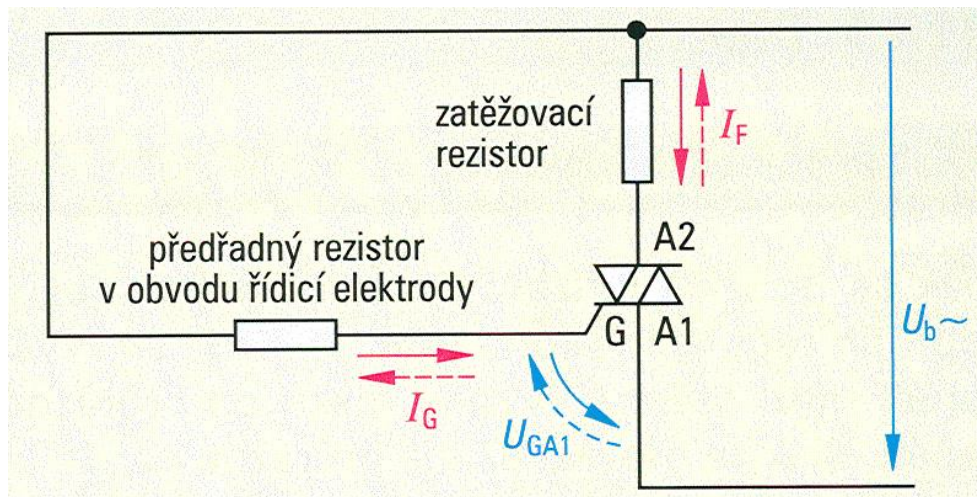 zatěžovací
rezistor
I_F
předřadný rezistor
v obvodu řídicí elektrody
A2
G A1
U_b~
I_G
U_GA1